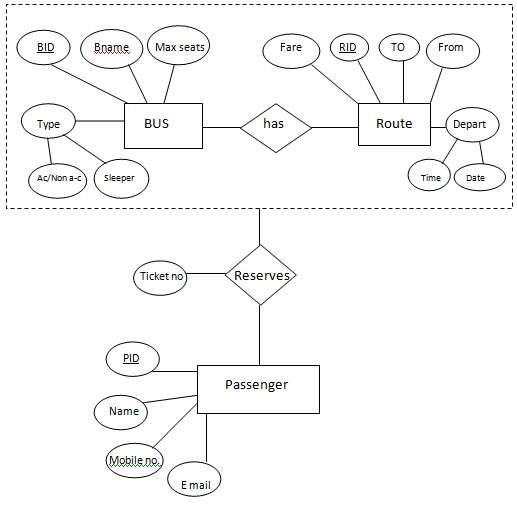 BID
Bname
Max seats
Fare
RID
TO
From
Type
BUS
has
Route
Depart
Ac/Non a-c
Sleeper
Time
Date
Ticket no
Reserves
PID
Passenger
Name
Mobile no.
E mail